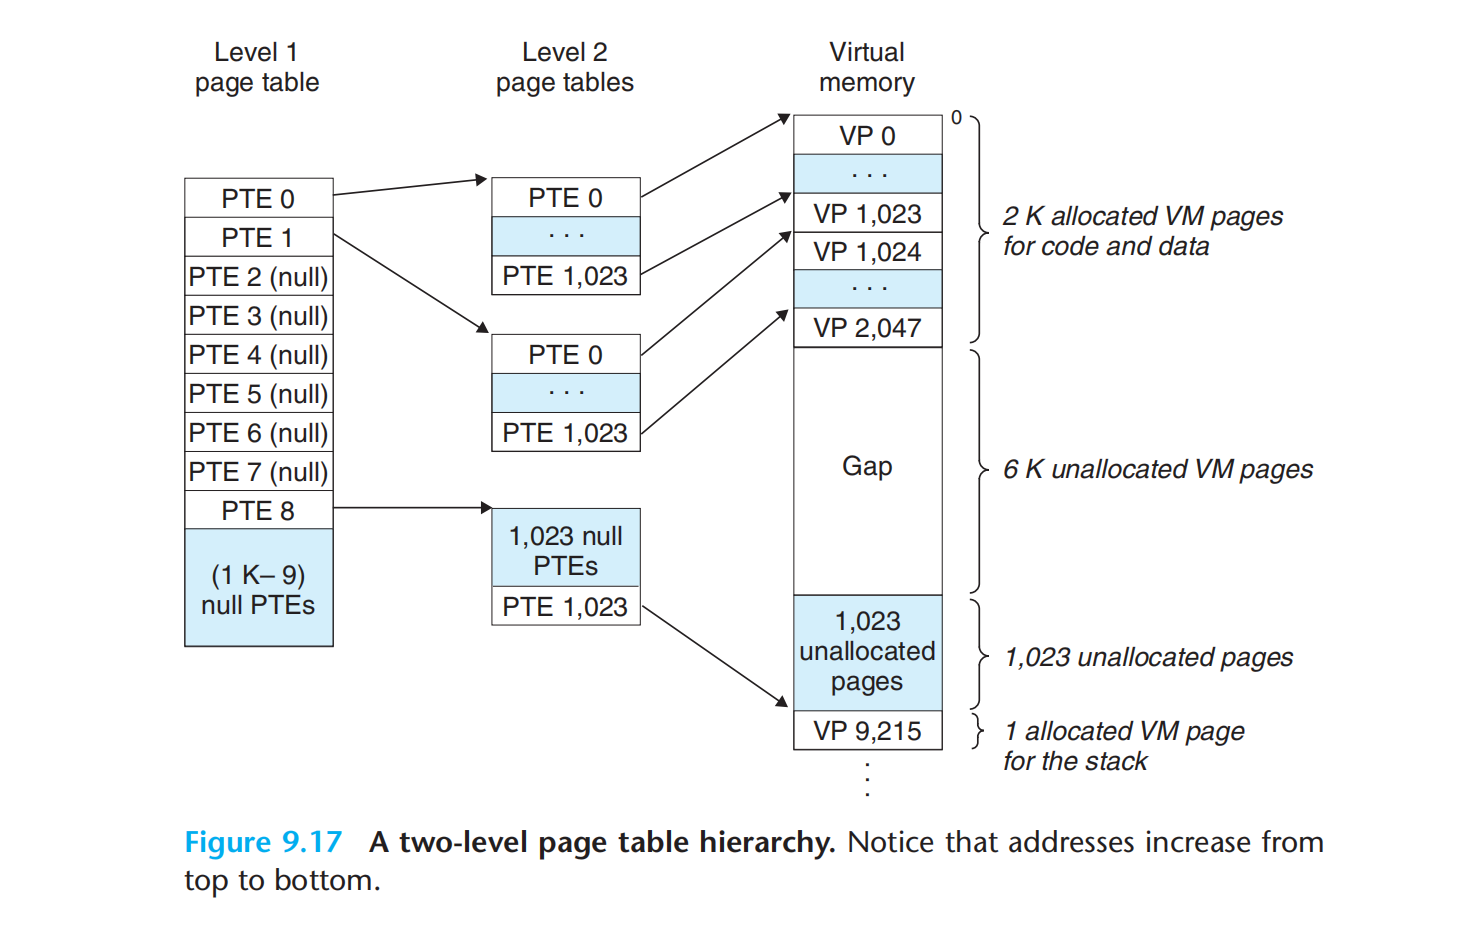 Level 1
page table
Level 2
page tables
Virtual
memory
PTE 0
PTE 1
PTE 2 (null)
PTE 3 (null)
PTE 4 (null)
PTE 5 (null)
PTE 6 (null)
PTE 7 (null)
PTE 8
(1 K– 9)
null PTEs
PTE 0
. . .
PTE 1,023
PTE 0
. . .
PTE 1,023
1,023 null
PTEs
PTE 1,023
0
VP 0
. . .
VP 1,023
VP 1,024
. . .
VP 2,047
Gap
1,023
unallocated
pages
VP 9,215
. . .
2 K allocated VM pages
for code and data
6 K unallocated VM pages
1,023 unallocated pages
1 allocated VM page
for the stack
Figure 9.17 A two-level page table hierarchy. Notice that addresses increase from
top to bottom.